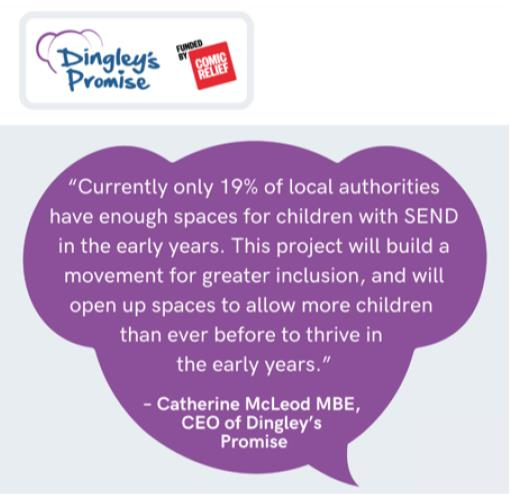 Dingley's
Promise
FUNDED
BY
COMIC
RELIEF
“Currently only 19% of local authorities
have enough spaces for children with SEND
in the early years. This project will build a
movement for greater inclusion, and will
open up spaces to allow more children
than ever before to thrive in
the early years.”
– Catherine McLeod MBE,
CEO of Dingley’s
Promise